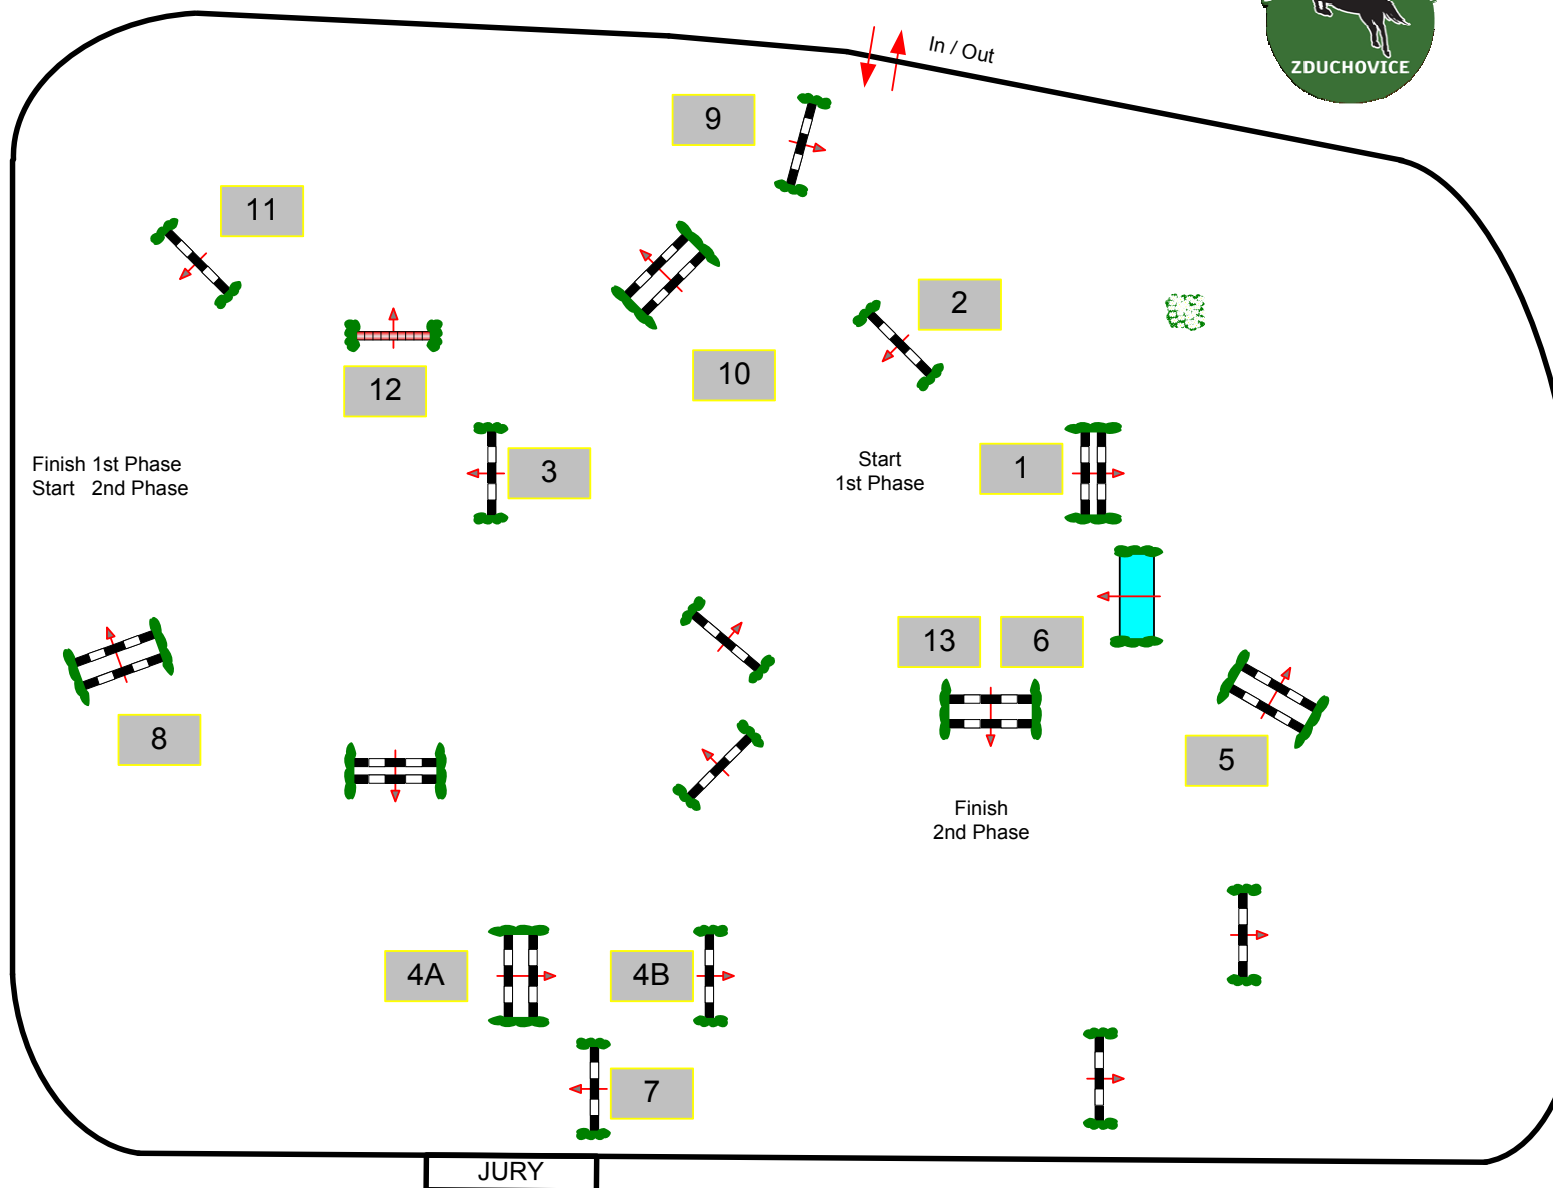 ZDUCHOVICE
In / Out
9
11
2
10
12
3
1
Finish 1st Phase
Start 2nd Phase
Start
1st Phase
13
6
8
5
Finish
2nd Phase
4A
4B
7
JURY